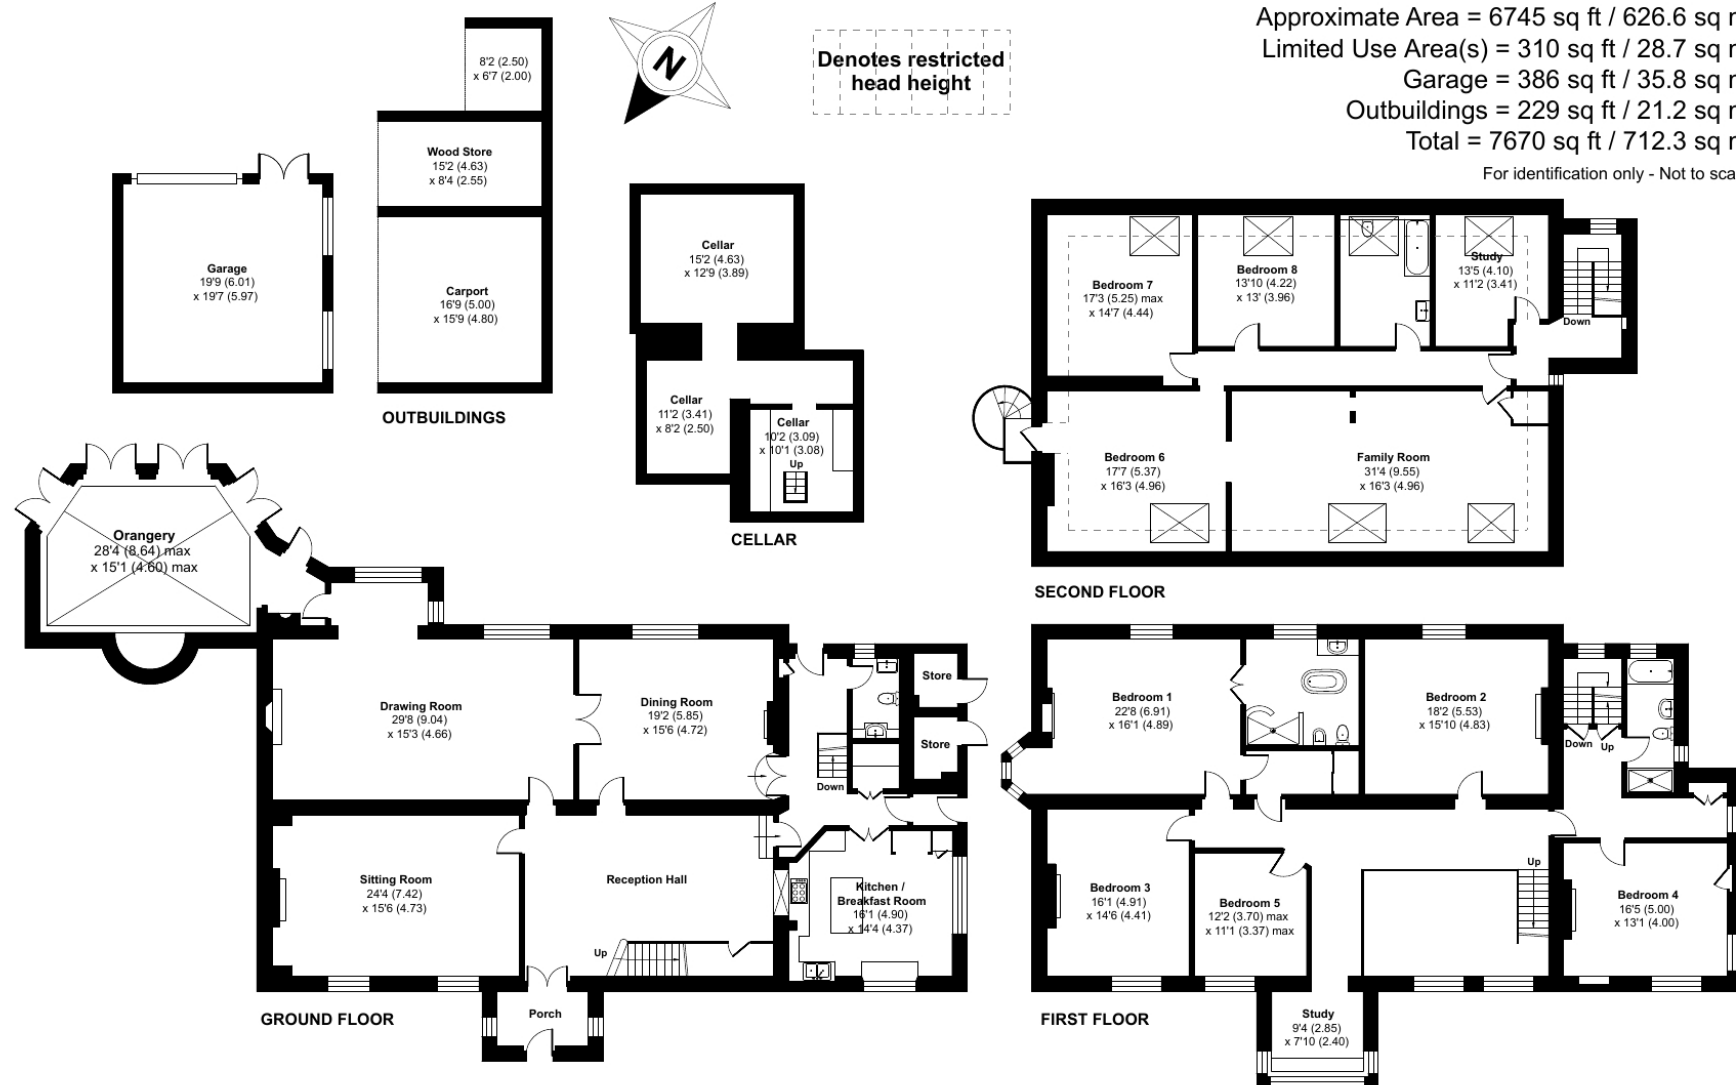 Approximate Area = 6745 sq ft / 626.6 sq
Limited Use Area(s) = 310 sq ft / 28.7 sq
Garage = 386 sq ft / 35.8 sq
Outbuildings = 229 sq ft / 21.2 sq
Total = 7670 sq ft / 712.3 sq
For identification only - Not to sca
N
Denotes restricted
head height
8'2 (2.50)
x 6'7 (2.00)
Wood Store
15'2 (4.63)
x 8'4 (2.55)
Garage
19'9 (6.01)
x 19'7 (5.97)
Carport
16'9 (5.00)
x 15'9 (4.80)
OUTBUILDINGS
Cellar
15'2 (4.63)
x 12'9 (3.89)
Cellar
11'2 (3.41)
x 8'2 (2.50)
Cellar
10'2 (3.09)
x 10'1 (3.08)
Up
CELLAR
Bedroom 7
17'3 (5.25) max
x 14'7 (4.44)
Bedroom 8
13'10 (4.22)
x 13' (3.96)
Study
13'5 (4.10)
x 11'2 (3.41)
Down
Bedroom 6
17'7 (5.37)
x 16'3 (4.96)
Family Room
31'4 (9.55)
x 16'3 (4.96)
SECOND FLOOR
Orangery
28'4 (8.64) max
x 15'1 (4.60) max
Drawing Room
29'8 (9.04)
x 15'3 (4.66)
Dining Room
19'2 (5.85)
x 15'6 (4.72)
Store
Store
Down
Sitting Room
24'4 (7.42)
x 15'6 (4.73)
Reception Hall
Up
Kitchen /
Breakfast Room
16'1 (4.90)
x 14'4 (4.37)
Porch
GROUND FLOOR
Bedroom 1
22'8 (6.91)
x 16'1 (4.89)
Bedroom 2
18'2 (5.53)
x 15'10 (4.83)
Down
Up
Bedroom 3
16'1 (4.91)
x 14'6 (4.41)
Bedroom 5
12'2 (3.70) max
x 11'1 (3.37) max
Up
Bedroom 4
16'5 (5.00)
x 13'1 (4.00)
Study
9'4 (2.85)
x 7'10 (2.40)
FIRST FLOOR